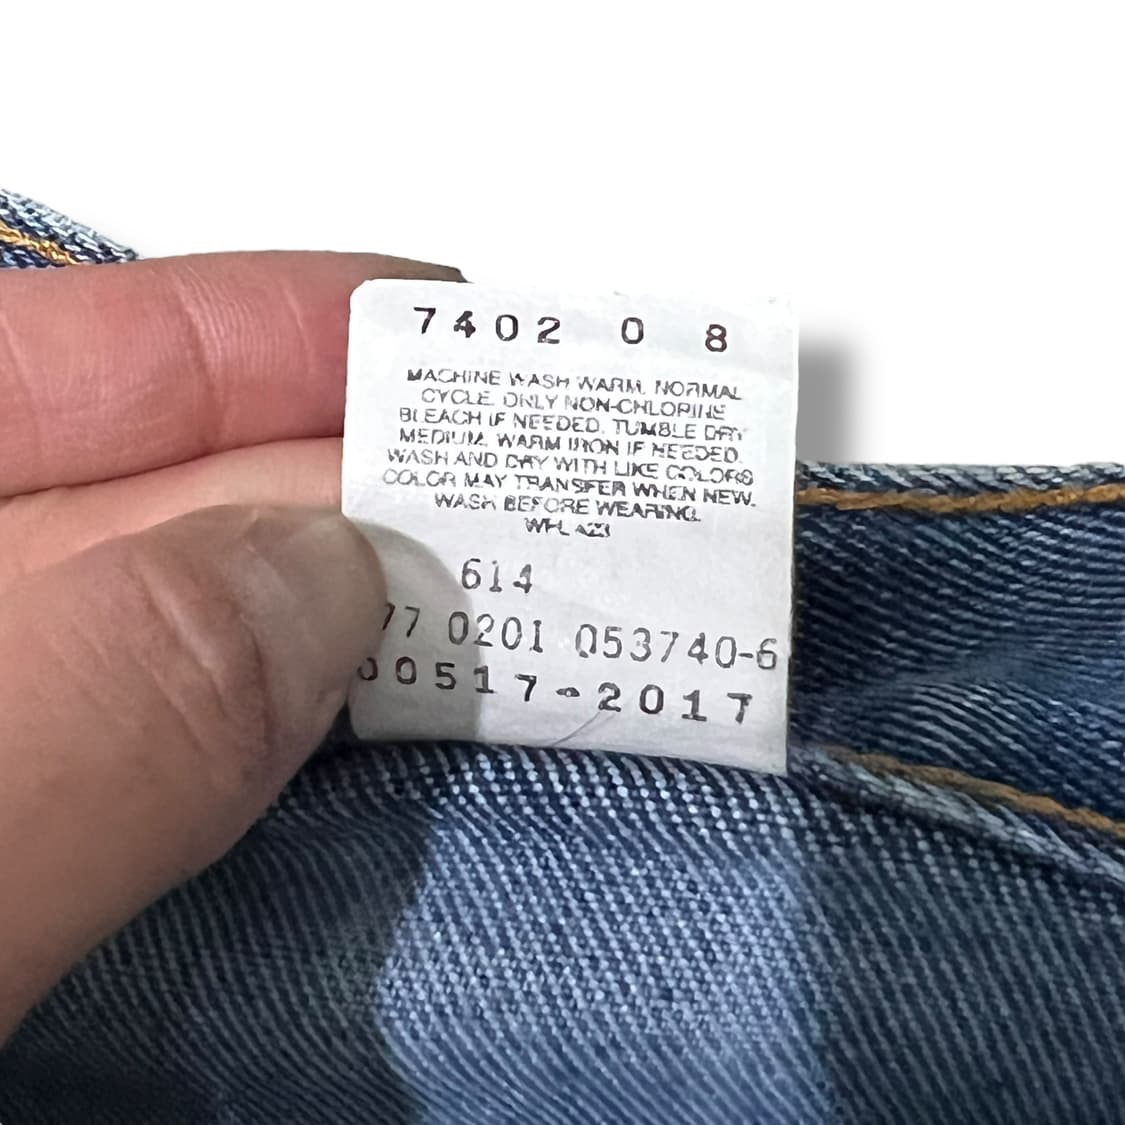 7402 0 8
MACHINE WASH WARM. NORMAL
CYCLE. ONLY NON-CHLORINE
BLEACH IF NEEDED. TUMBLE DRY
MEDIUM. WARM IRON IF NEEDED.
WASH AND DRY WITH LIKE COLORS
COLOR MAY TRANSFER WHEN NEW.
WASH BEFORE WEARING.
614
77 0201 053740-6
00517-2017